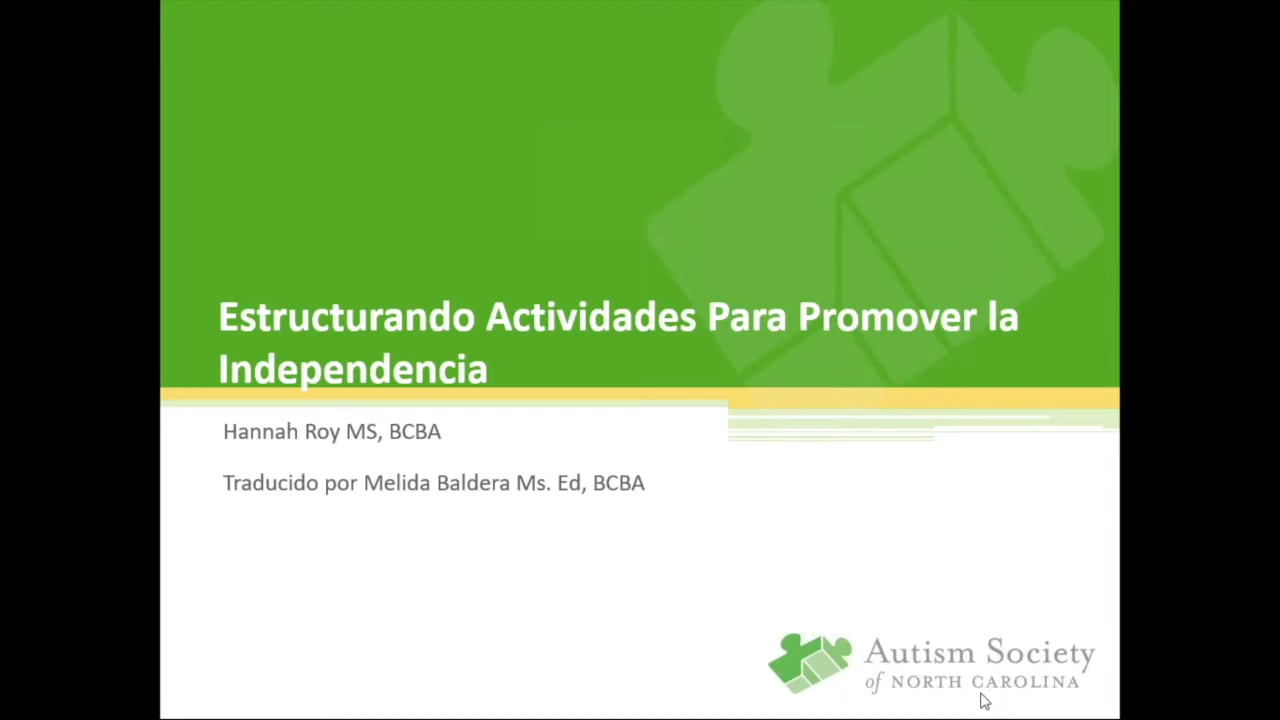 Estructurando Actividades Para Promover la
Independencia
Hannah Roy MS, BCBA
Traducido por Melida Baldera Ms. Ed, BCBA
Autism Society
of NORTH CAROLINA